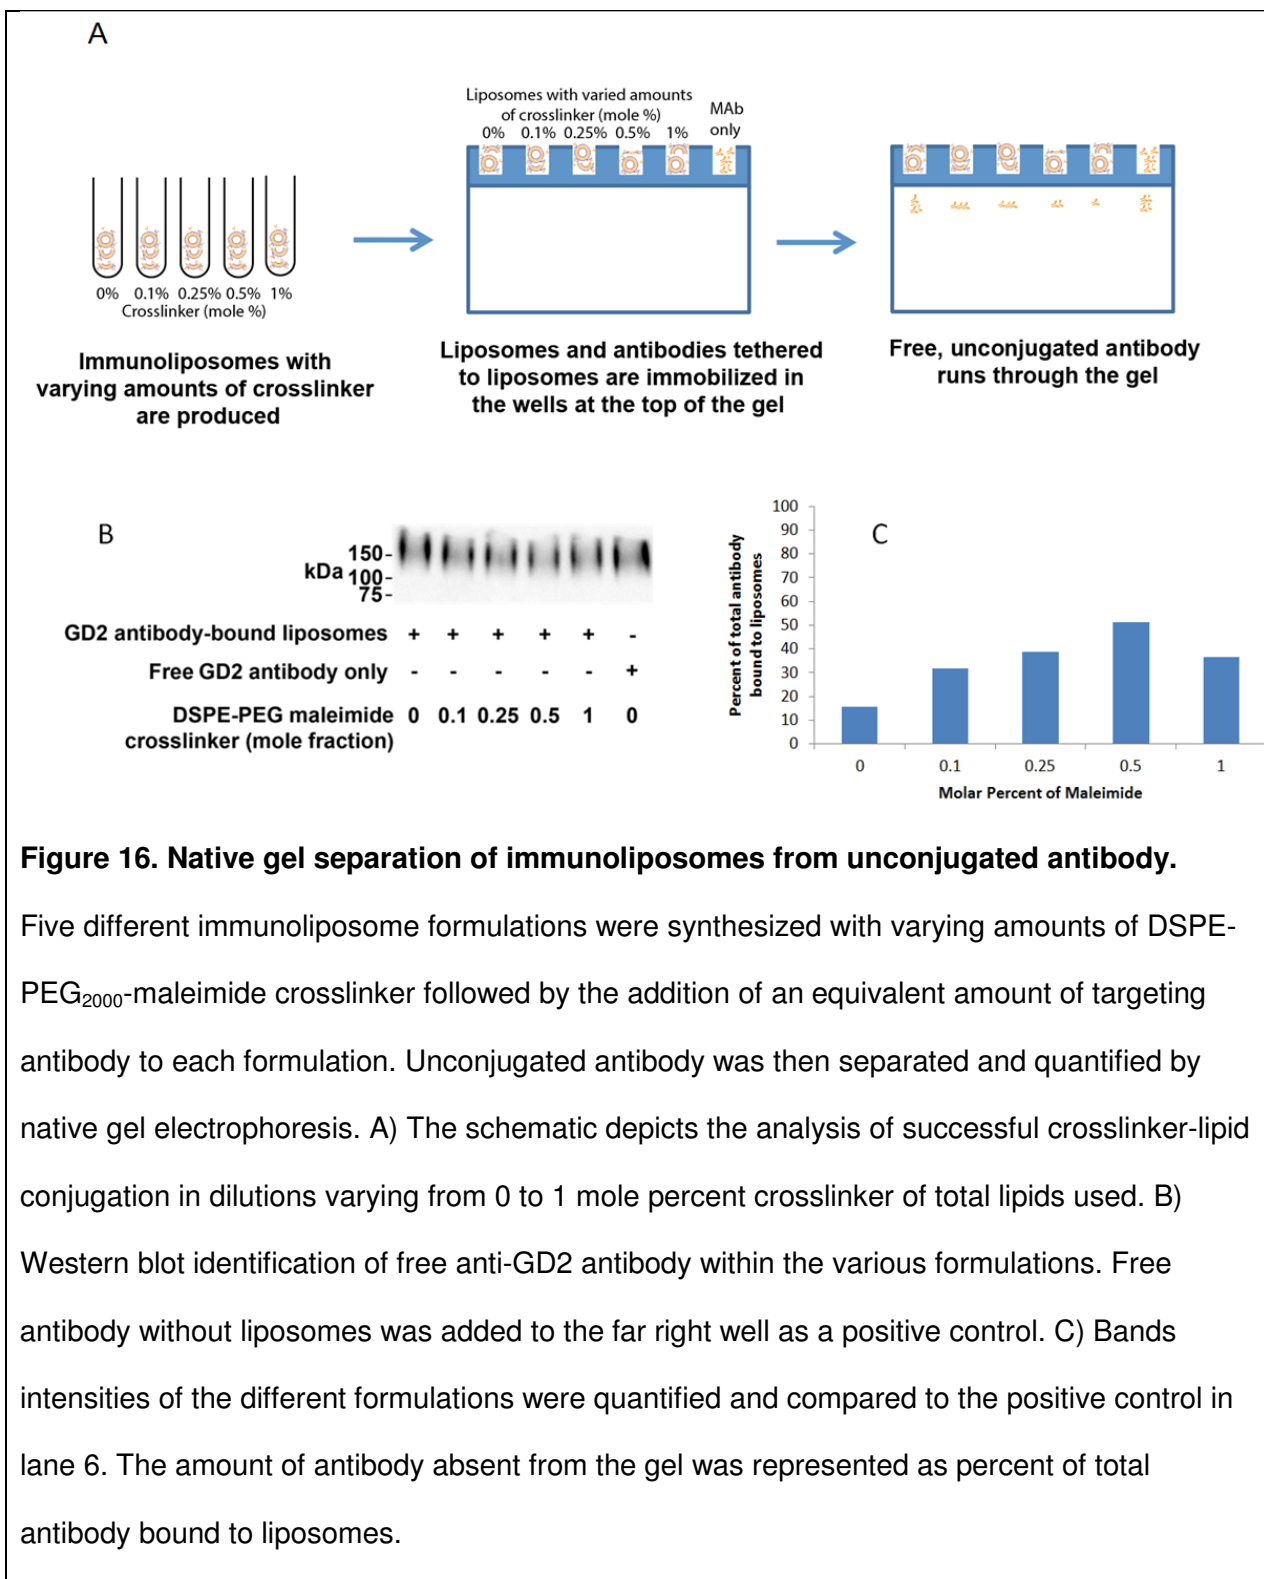 A
Liposomes with varied amounts
of crosslinker (mole %)
MAb
only
0% 0.1% 0.25% 0.5% 1%
0% 0.1% 0.25% 0.5% 1%
Crosslinker (mole %)
Immunoliposomes with
varying amounts of crosslinker
are produced
Liposomes and antibodies tethered
to liposomes are immobilized in
the wells at the top of the gel
Free, unconjugated antibody
runs through the gel
B
kDa
150-
100-
75-
GD2 antibody-bound liposomes + + + + + -
Free GD2 antibody only - - - - - +
DSPE-PEG maleimide 0 0.1 0.25 0.5 1 0
crosslinker (mole fraction)
C
Percent of total antibody
bound to liposomes
100
90
80
70
60
50
40
30
20
10
0
0 0.1 0.25 0.5 1
Molar Percent of Maleimide
Figure 16. Native gel separation of immunoliposomes from unconjugated antibody.
Five different immunoliposome formulations were synthesized with varying amounts of DSPE-
PEG2000-maleimide crosslinker followed by the addition of an equivalent amount of targeting
antibody to each formulation. Unconjugated antibody was then separated and quantified by
native gel electrophoresis. A) The schematic depicts the analysis of successful crosslinker-lipid
conjugation in dilutions varying from 0 to 1 mole percent crosslinker of total lipids used. B)
Western blot identification of free anti-GD2 antibody within the various formulations. Free
antibody without liposomes was added to the far right well as a positive control. C) Bands
intensities of the different formulations were quantified and compared to the positive control in
lane 6. The amount of antibody absent from the gel was represented as percent of total
antibody bound to liposomes.